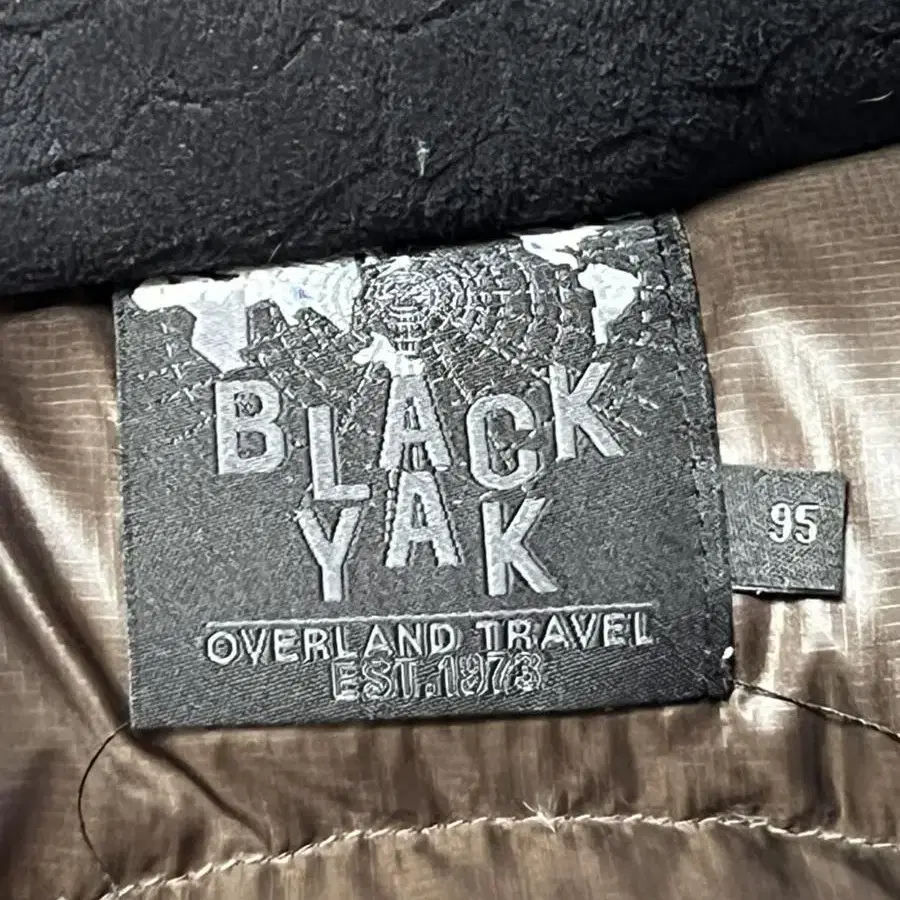 BLACK
YAK
95
OVERLAND TRAVEL
EST.1973